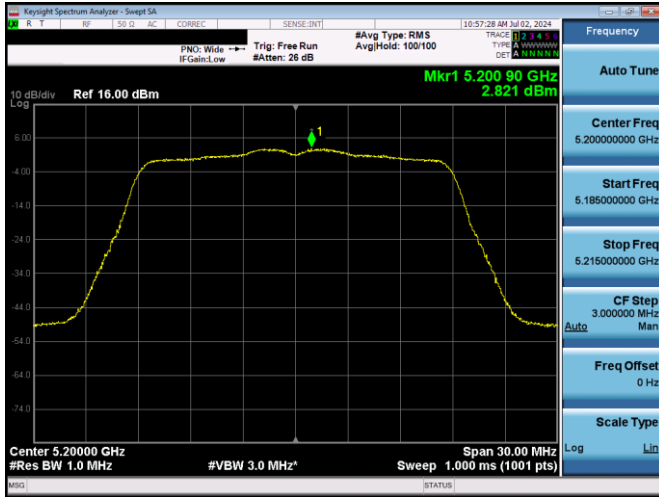 Keysight Spectrum Analyzer - Swept SA
R T RF 50 Ω AC CORREC SENSE:INT 10:57:28 AM Jul 02, 2024
PNO: Wide
IFGain:Low
Trig: Free Run
#Atten: 26 dB
#Avg Type: RMS
Avg|Hold: 100/100
TRACE 1 2 3 4 5 6
TYPE A WWWWW
DET A N N N N N
Mkr1 5.200 90 GHz
2.821 dBm
10 dB/div Ref 16.00 dBm
Log
1
6.00
-4.00
-14.0
-24.0
-34.0
-44.0
-54.0
-64.0
-74.0
Center 5.20000 GHz Span 30.00 MHz
#Res BW 1.0 MHz #VBW 3.0 MHz* Sweep 1.000 ms (1001 pts)
MSG STATUS
Frequency
Auto Tune
Center Freq
5.200000000 GHz
Start Freq
5.185000000 GHz
Stop Freq
5.215000000 GHz
CF Step
3.000000 MHz
Auto Man
Freq Offset
0 Hz
Scale Type
Log Lin